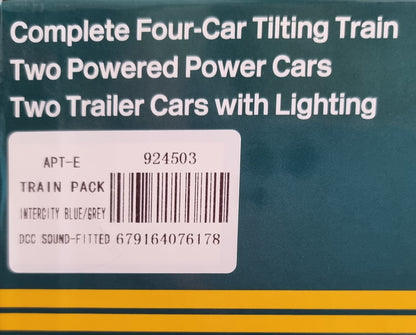 Complete Four-Car Tilting Train
Two Powered Power Cars
Two Trailer Cars with Lighting
APT-E 924503
TRAIN PACK
INTERCITY BLUE/GREY
DCC SOUND-FITTED 679164076178